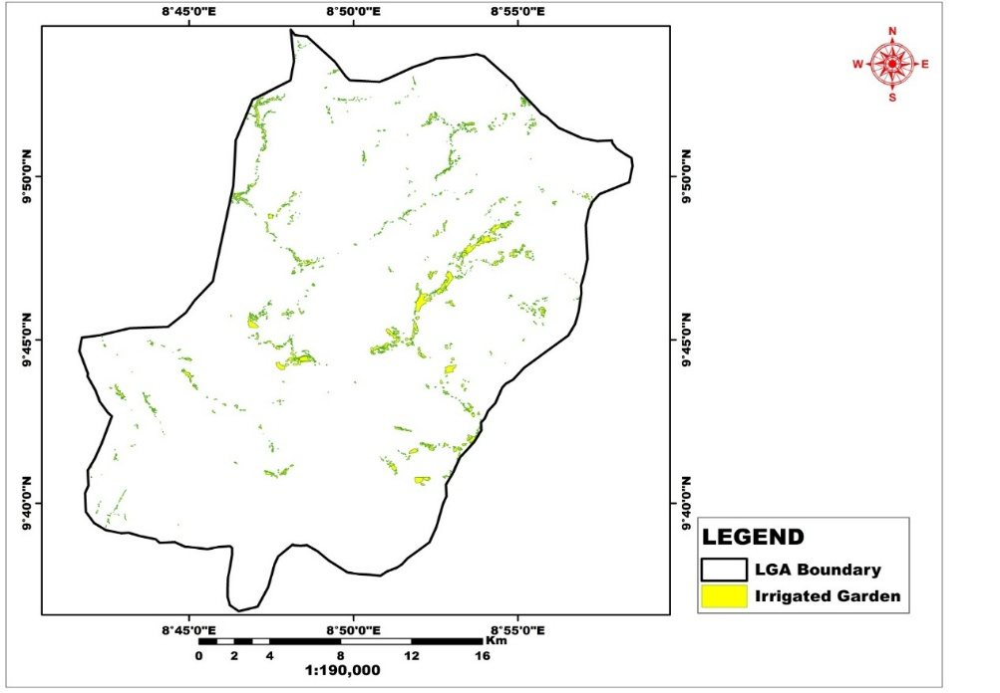 8°45'0"E 8°50'0"E 8°55'0"E
N
W E
S
9°50'0"N 9°50'0"N
9°45'0"N 9°45'0"N
9°40'0"N 9°40'0"N
LEGEND
LGA Boundary
Irrigated Garden
8°45'0"E 8°50'0"E 8°55'0"E
Km
0 2 4 8 12 16
1:190,000